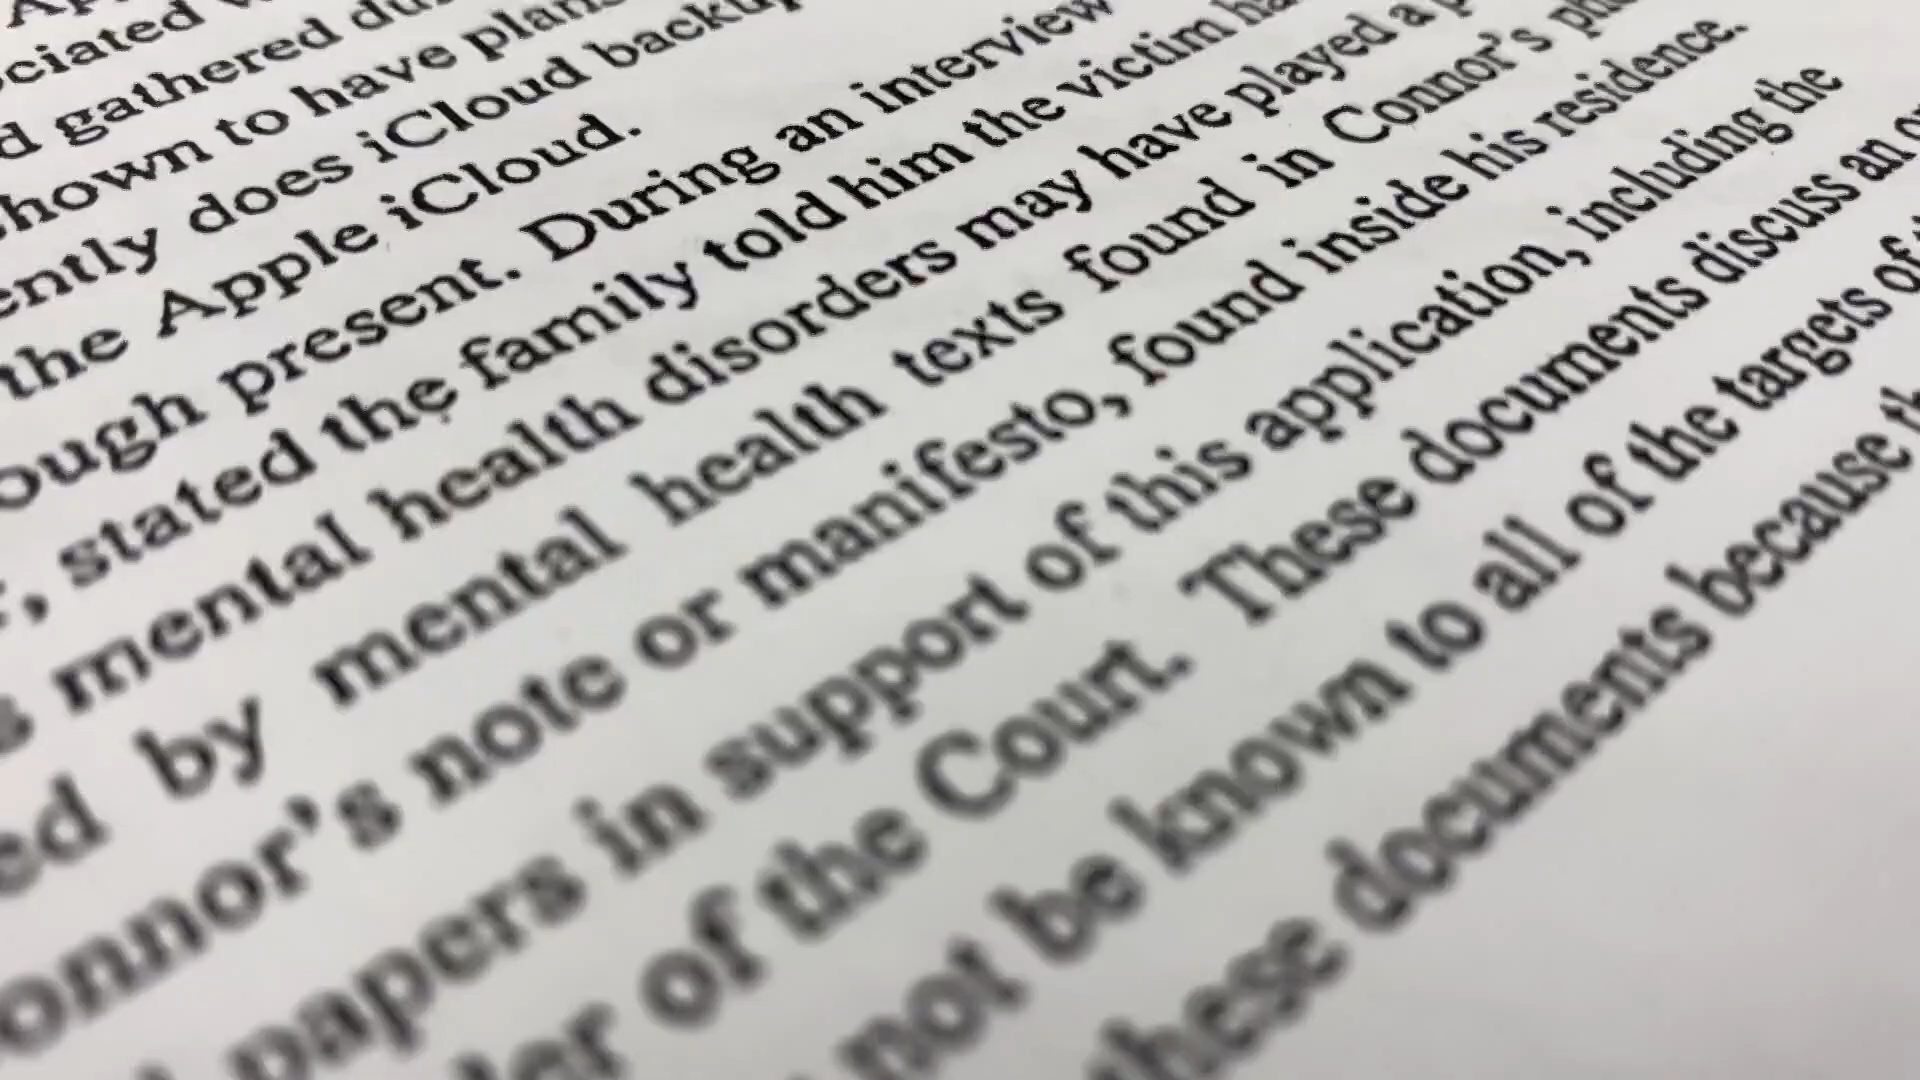 gathered
shown to have plans
ently does iCloud backup
the Apple iCloud.
ough present. During an interview
, stated the family told him the victim
mental health disorders may have played a
ed by mental health texts found in Connor's
onnor's note or manifesto, found inside his residence.
papers in support of this application, including the
of the Court. These documents discuss an
not be known to all of the targets of
these documents because